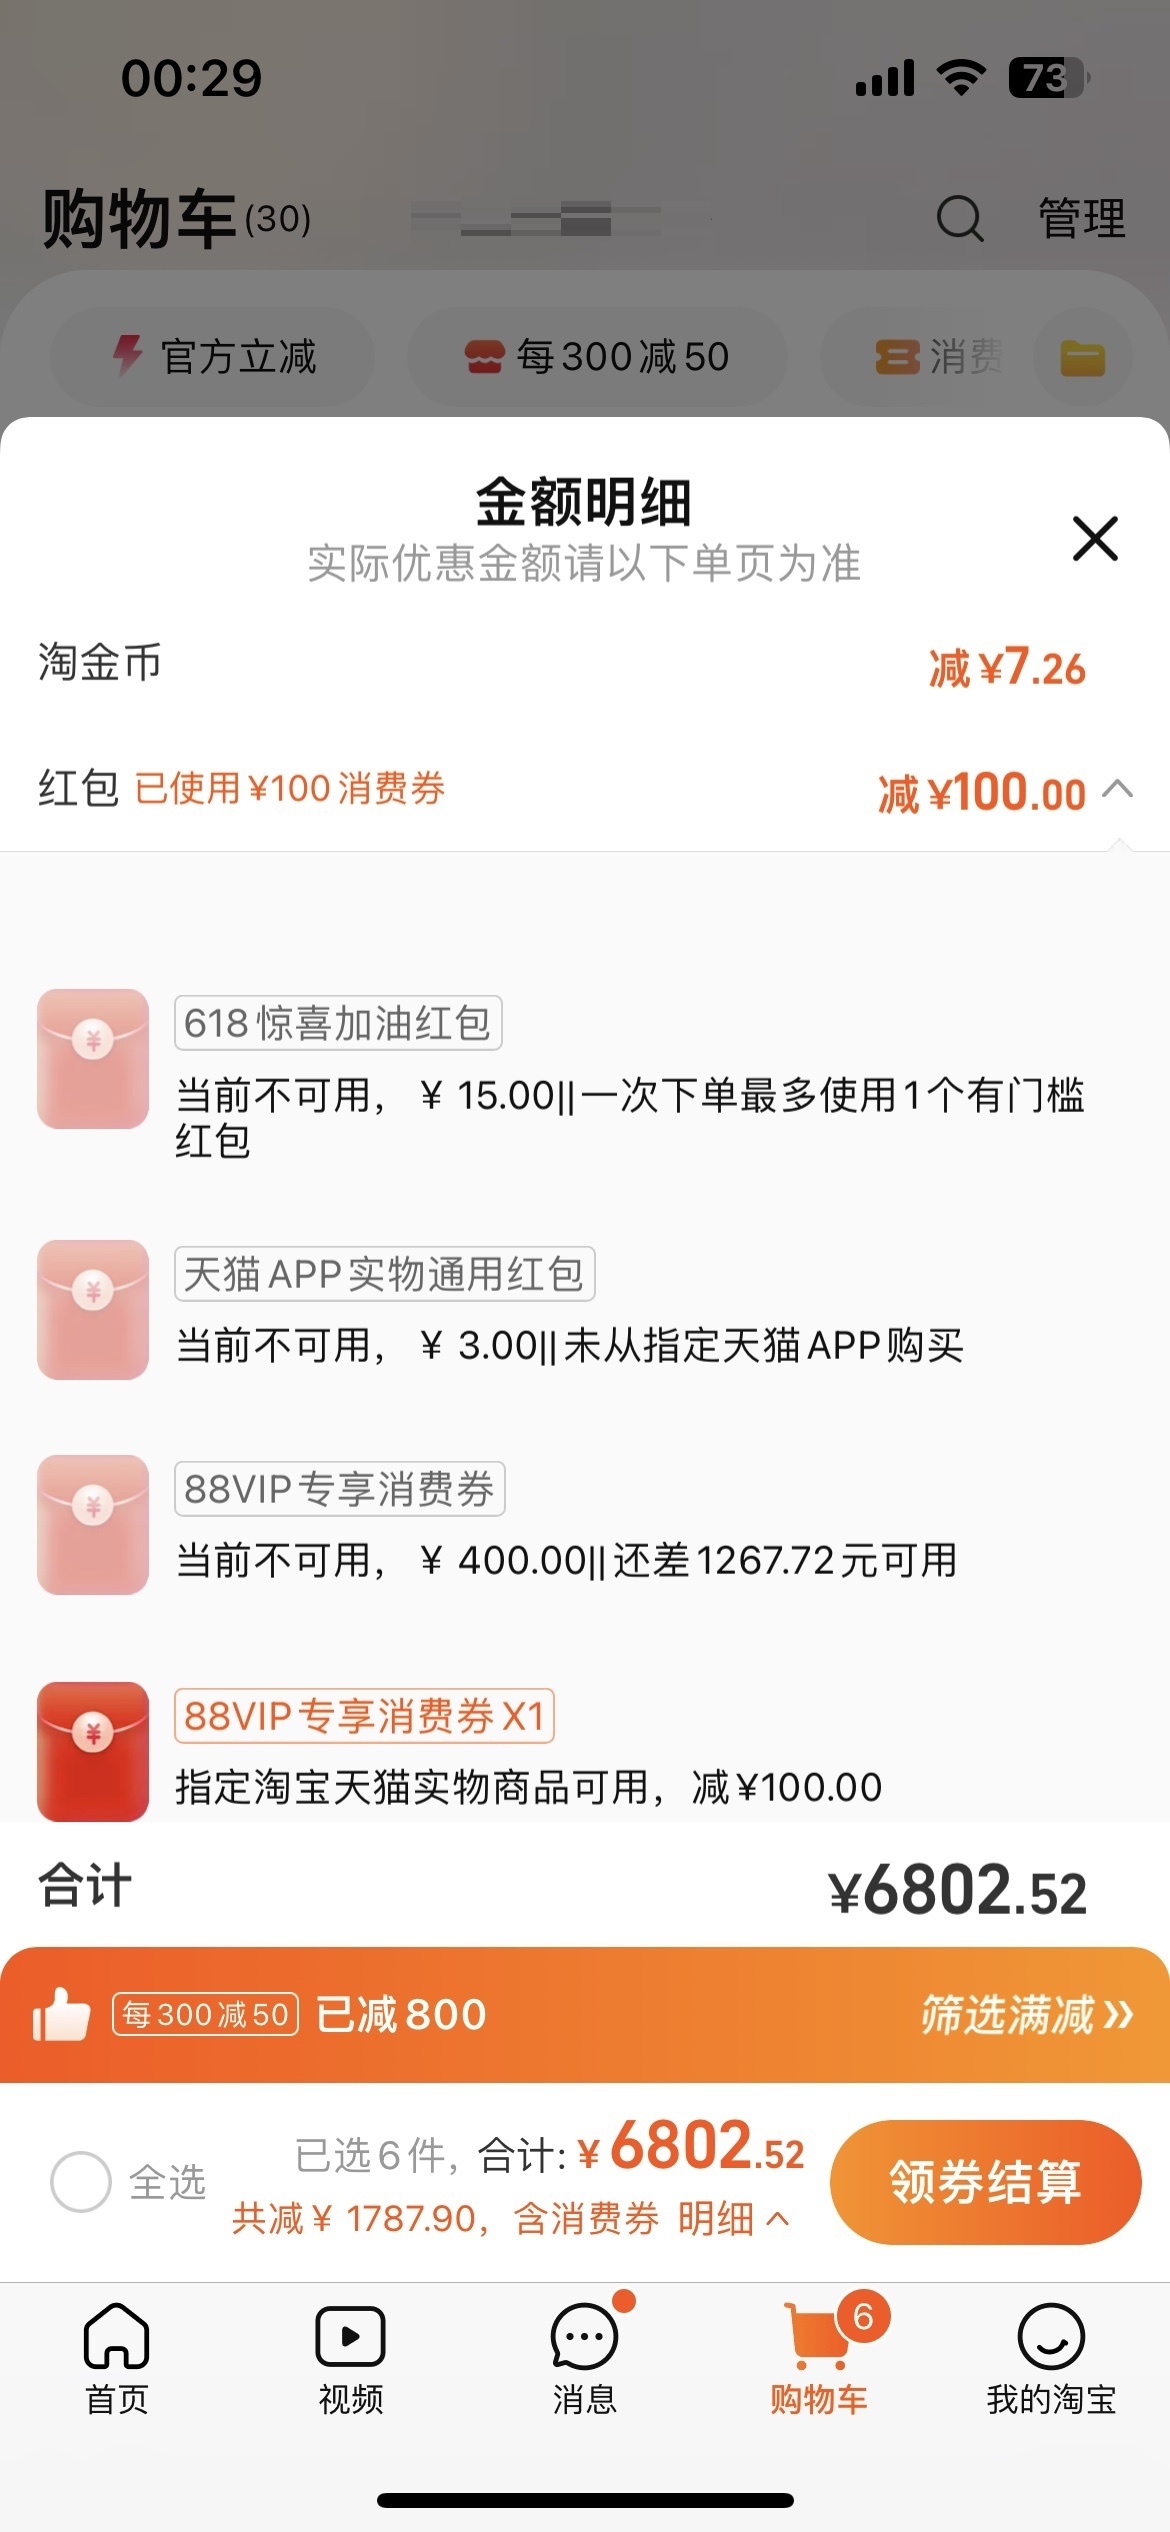 00:29
73
购物车(30)
管理
官方立减
每300减50
消费
金额明细
实际优惠金额请以下单页为准
淘金币
减¥7.26
红包 已使用¥100消费券
减¥100.00
618惊喜加油红包
当前不可用， ¥ 15.00||一次下单最多使用1个有门槛
红包
天猫APP实物通用红包
当前不可用， ¥ 3.00||未从指定天猫APP购买
88VIP专享消费券
当前不可用， ¥ 400.00||还差1267.72元可用
88VIP专享消费券X1
指定淘宝天猫实物商品可用，减¥100.00
合计
¥6802.52
每300减50 已减800
筛选满减
全选
已选6件, 合计: ¥6802.52
共减¥ 1787.90，含消费券 明细
领券结算
6
首页
视频
消息
购物车
我的淘宝